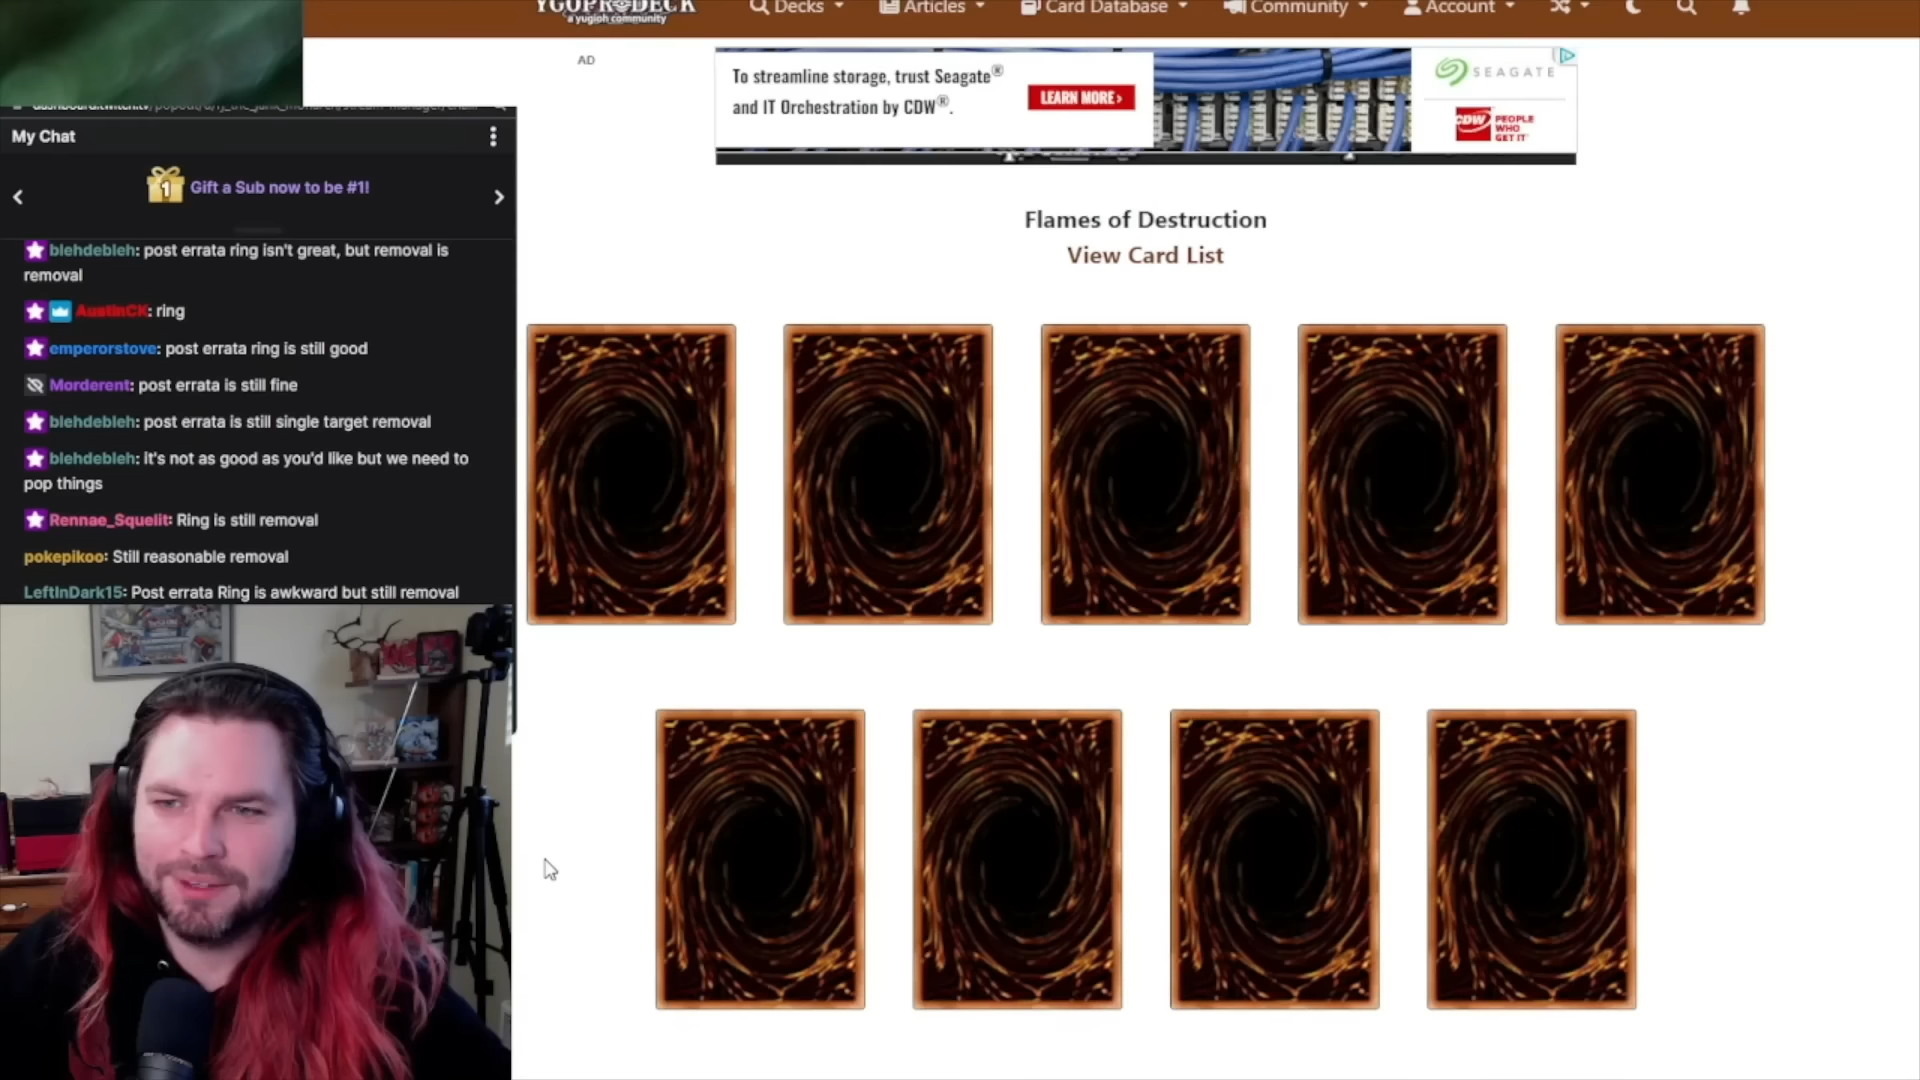 YGOPRODECK
a yugioh community
Decks
Articles
Card Database
Community
Account
AD
To streamline storage, trust Seagate®
and IT Orchestration by CDW®.
LEARN MORE ›
SEAGATE
CDW
PEOPLE
WHO
GET IT
My Chat
1
Gift a Sub now to be #1!
blehdebleh: post errata ring isn't great, but removal is
removal
AustinCK: ring
emperorstove: post errata ring is still good
Morderent: post errata is still fine
blehdebleh: post errata is still single target removal
blehdebleh: it's not as good as you'd like but we need to
pop things
Rennae_Squelit: Ring is still removal
pokepikoo: Still reasonable removal
LeftInDark15: Post errata Ring is awkward but still removal
Flames of Destruction
View Card List